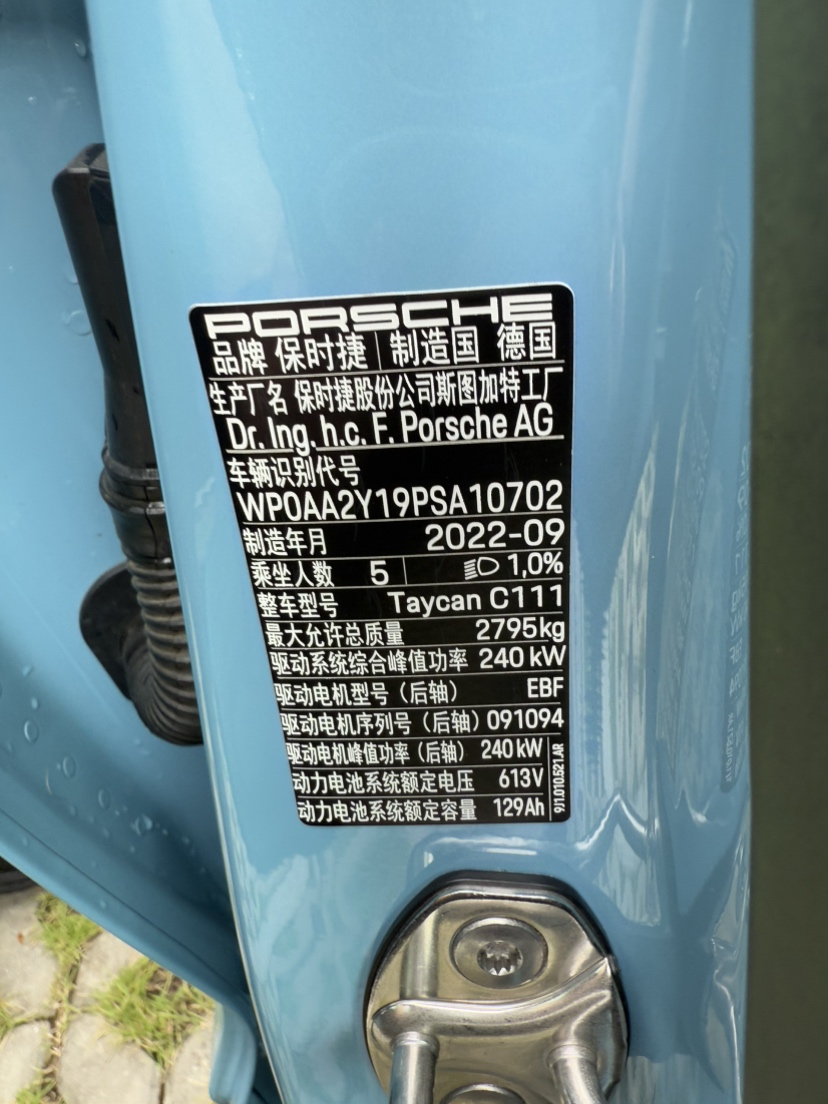 PORSCHE
品牌 保时捷 制造国 德国
生产厂名 保时捷股份公司斯图加特工厂
Dr. Ing. h.c. F. Porsche AG
车辆识别代号
WP0AA2Y19PSA10702
制造年月 2022-09
乘坐人数 5 1,0%
整车型号 Taycan C111
最大允许总质量 2795kg
驱动系统综合峰值功率 240 kW
驱动电机型号（后轴） EBF
驱动电机序列号（后轴） 091094
驱动电机峰值功率（后轴） 240 kW
动力电池系统额定电压 613V
动力电池系统额定容量 129Ah
9J1.010.521.AR